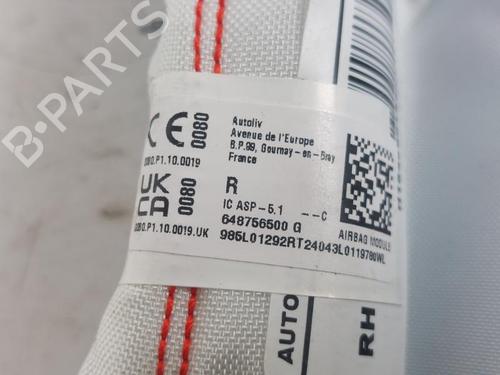 B-PARTS
CE 0080
0080.P1.10.0019
UK
CA 0080
0080.P1.10.0019.UK
Autoliv
Avenue de l'Europe
B.P.99, Gournay-en-Bray
France
R
IC ASP-5.1 --C
648756500 G
985L01292RT24043L0119780WL
AIRBAG MODULE
AUTO
RH